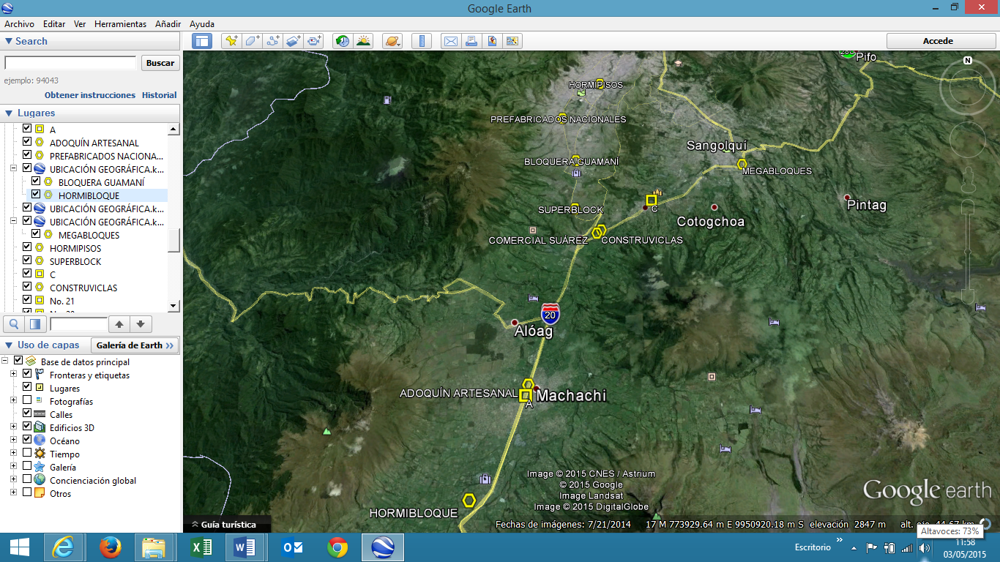 Google Earth
Archivo Editar Ver Herramientas Añadir Ayuda
Search
Buscar
ejemplo: 94043
Obtener instrucciones Historial
Lugares
A
ADOQUÍN ARTESANAL
PREFABRICADOS NACIONA...
UBICACIÓN GEOGRÁFICA.k...
BLOQUERA GUAMANÍ
HORMIBLOQUE
UBICACIÓN GEOGRÁFICA.k...
UBICACIÓN GEOGRÁFICA.k...
MEGABLOQUES
HORMIPISOS
SUPERBLOCK
C
CONSTRUVICLAS
No. 21
Uso de capas Galería de Earth »
Base de datos principal
Fronteras y etiquetas
Lugares
Fotografías
Calles
Edificios 3D
Océano
Tiempo
Galería
Concienciación global
Otros
Accede
N
Pifo
HORMIPISOS
PREFABRICADOS NACIONALES
Sangolquí
BLOQUERA GUAMANÍ
MEGABLOQUES
Pintag
SUPERBLOCK
C
Cotogchoa
COMERCIAL SUÁREZ
CONSTRUVICLAS
20
Alóag
ADOQUÍN ARTESANAL
Machachi
A
HORMIBLOQUE
Image © 2015 CNES / Astrium
© 2015 Google
Image Landsat
Image © 2015 DigitalGlobe
Google earth
Guía turística
Fechas de imágenes: 7/21/2014 17 M 773929.64 m E 9950920.18 m S elevación 2847 m alt. ojo 44.67 km
Altavoces: 73%
Escritorio »
11:58
03/05/2015